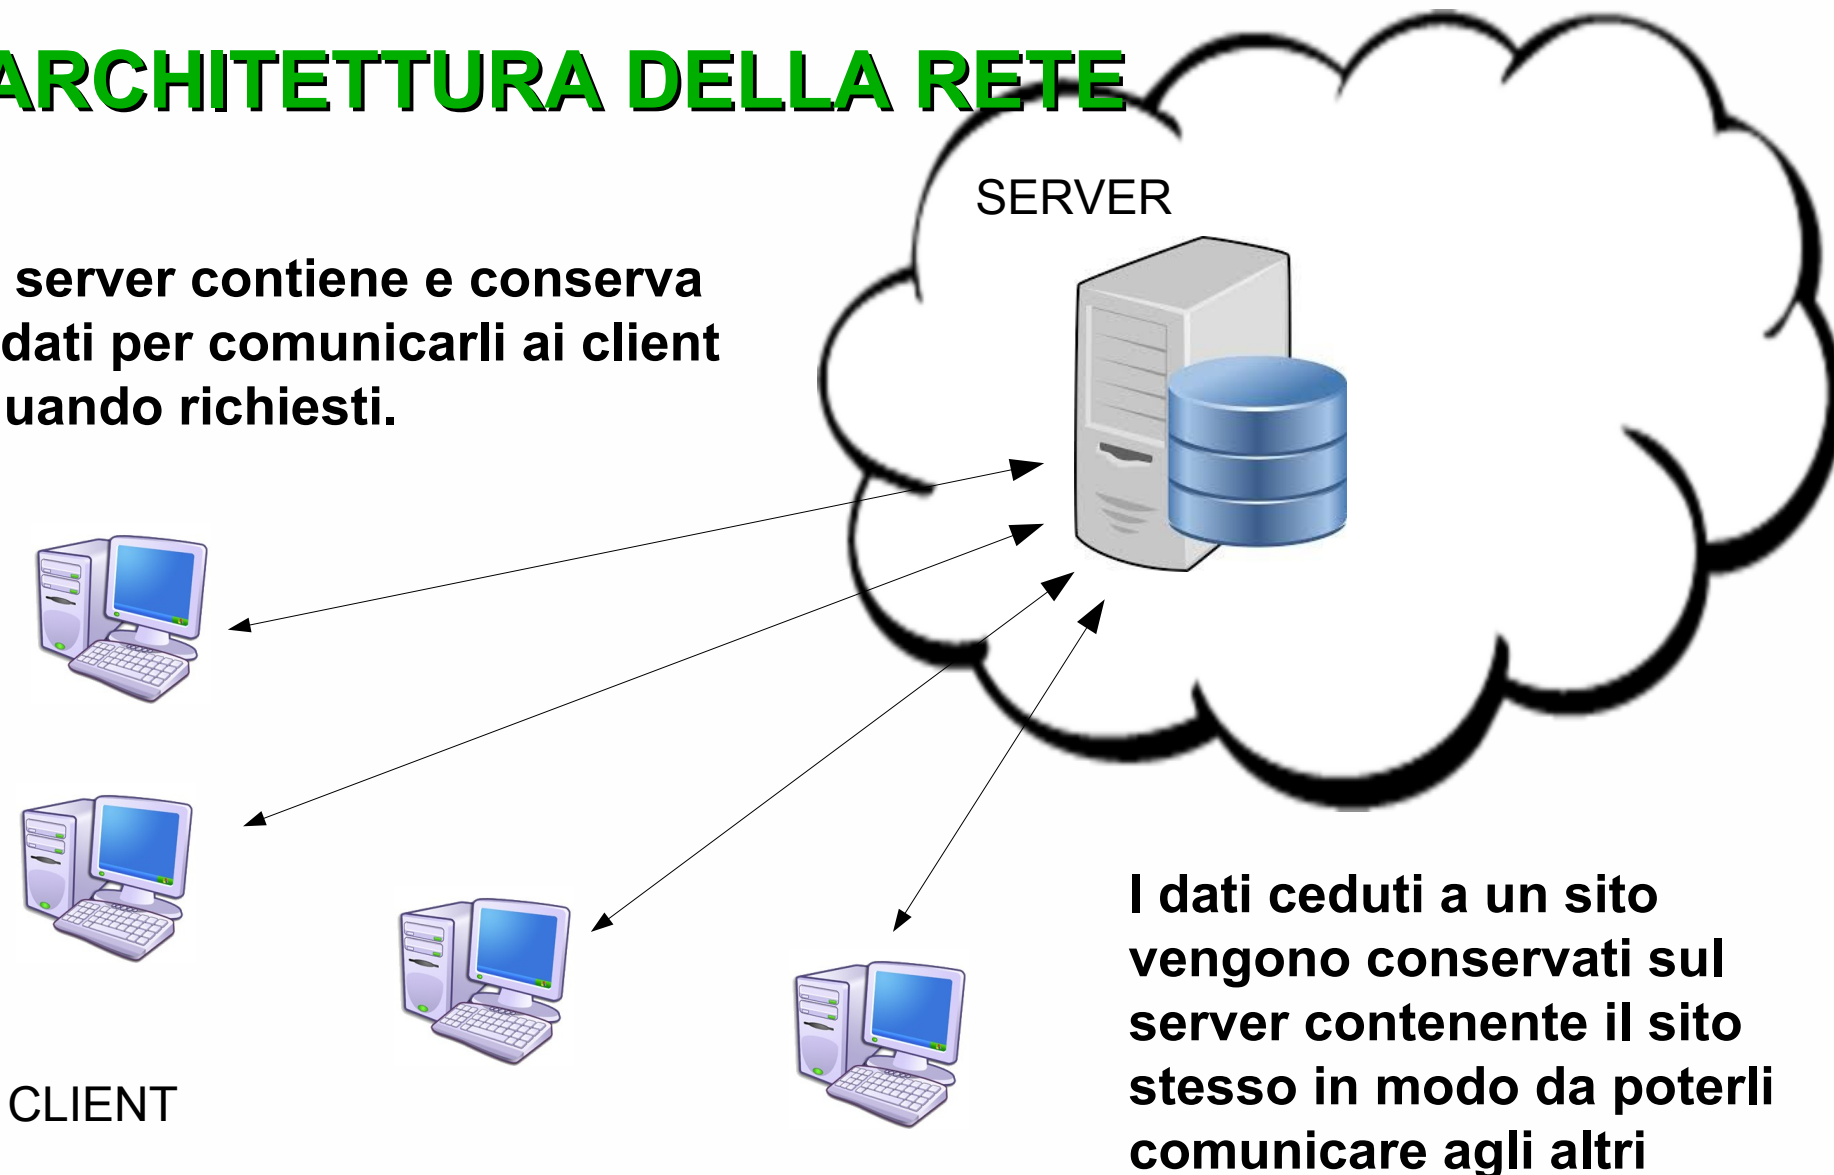 ARCHITETTURA DELLA RETE
SERVER
server contiene e conserva
dati per comunicarli ai client
uando richiesti.
CLIENT
I dati ceduti a un sito
vengono conservati sul
server contenente il sito
stesso in modo da poterli
comunicare agli altri